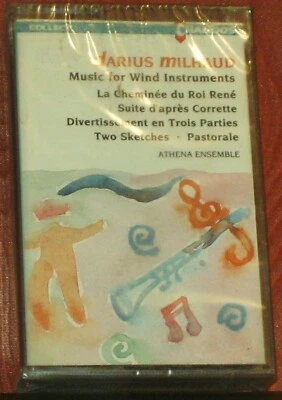 COLLECT
DARIUS MILHAUD
Music for Wind Instruments
La Cheminée du Roi René
Suite d'après Corrette
Divertissement en Trois Parties
Two Sketches · Pastorale
ATHENA ENSEMBLE